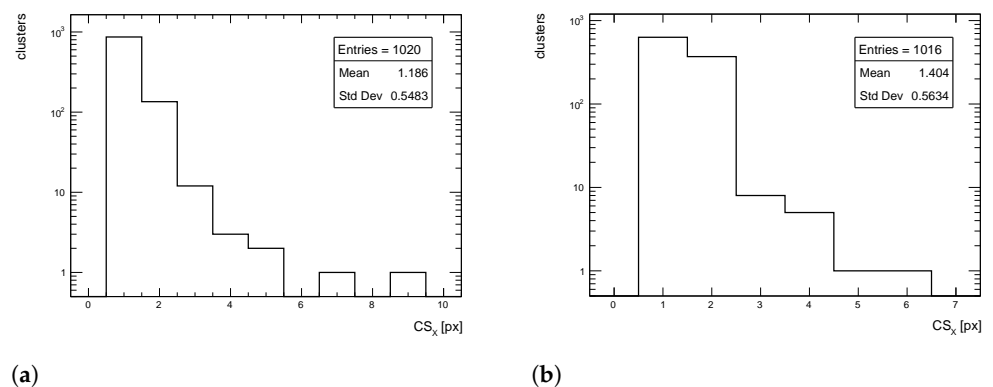 clusters
10³
10²
10
1
Entries = 1020
Mean 1.186
Std Dev 0.5483
0 2 4 6 8 10
CSₓ [px]
(a)
clusters
10³
10²
10
1
Entries = 1016
Mean 1.404
Std Dev 0.5634
0 1 2 3 4 5 6 7
CSₓ [px]
(b)